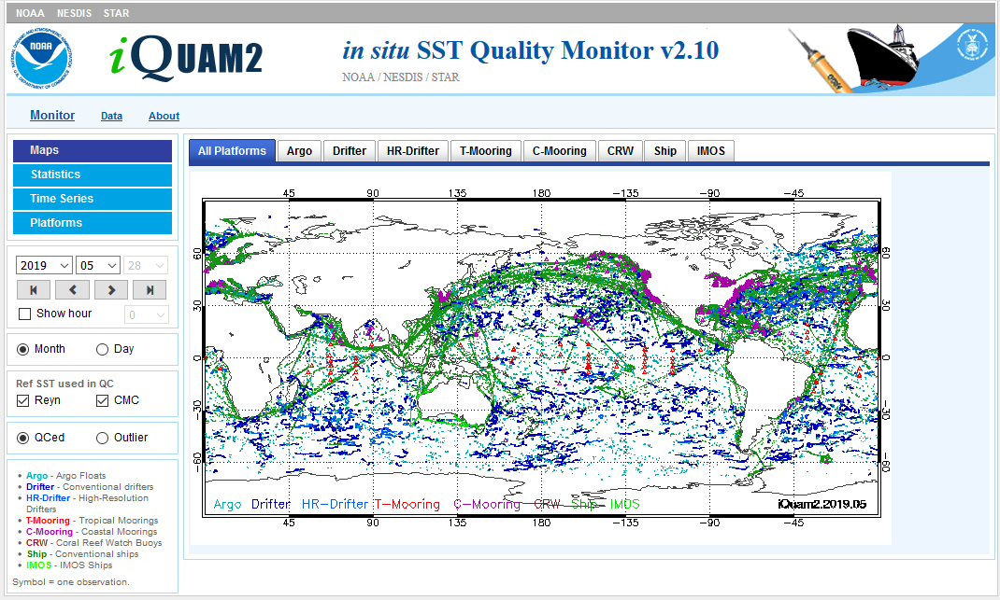 NOAA NESDIS STAR
NOAA
iQUAM2
in situ SST Quality Monitor v2.10
NOAA / NESDIS / STAR
Monitor Data About
Maps
Statistics
Time Series
Platforms
2019 05 28
Show hour 0
Month Day
Ref SST used in QC
Reyn CMC
QCed Outlier
Argo - Argo Floats
Drifter - Conventional drifters
HR-Drifter - High-Resolution
Drifters
T-Mooring - Tropical Moorings
C-Mooring - Coastal Moorings
CRW - Coral Reef Watch Buoys
Ship - Conventional ships
IMOS - IMOS Ships
Symbol = one observation.
All Platforms Argo Drifter HR-Drifter T-Mooring C-Mooring CRW Ship IMOS
45 90 135 180 -135 -90 -45
60 60
30 30
0 0
-30 -30
-60 -60
Argo Drifter HR-Drifter T-Mooring C-Mooring CRW Ship IMOS
iQuam2.2019.05
45 90 135 180 -135 -90 -45